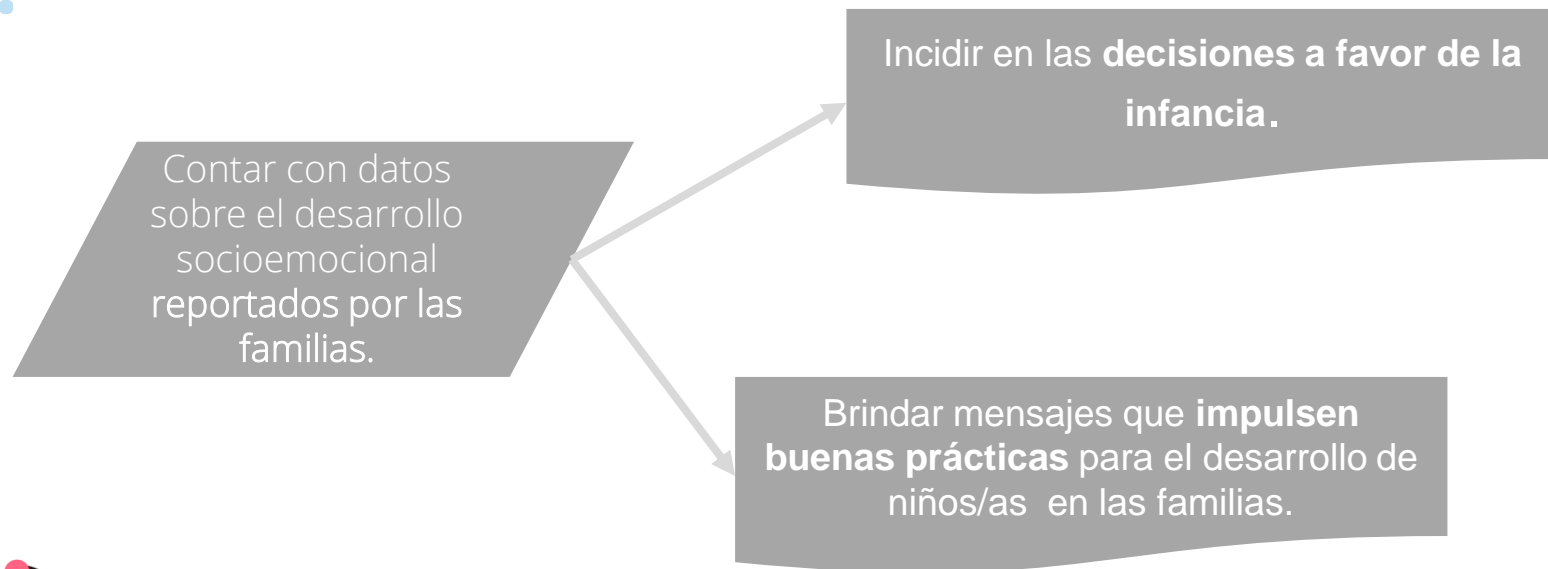 Incidir en las decisiones a favor de la
infancia.
Contar con datos
sobre el desarrollo
socioemocional
reportados por las
familias.
Brindar mensajes que impulsen
buenas prácticas para el desarrollo de
niños/as en las familias.